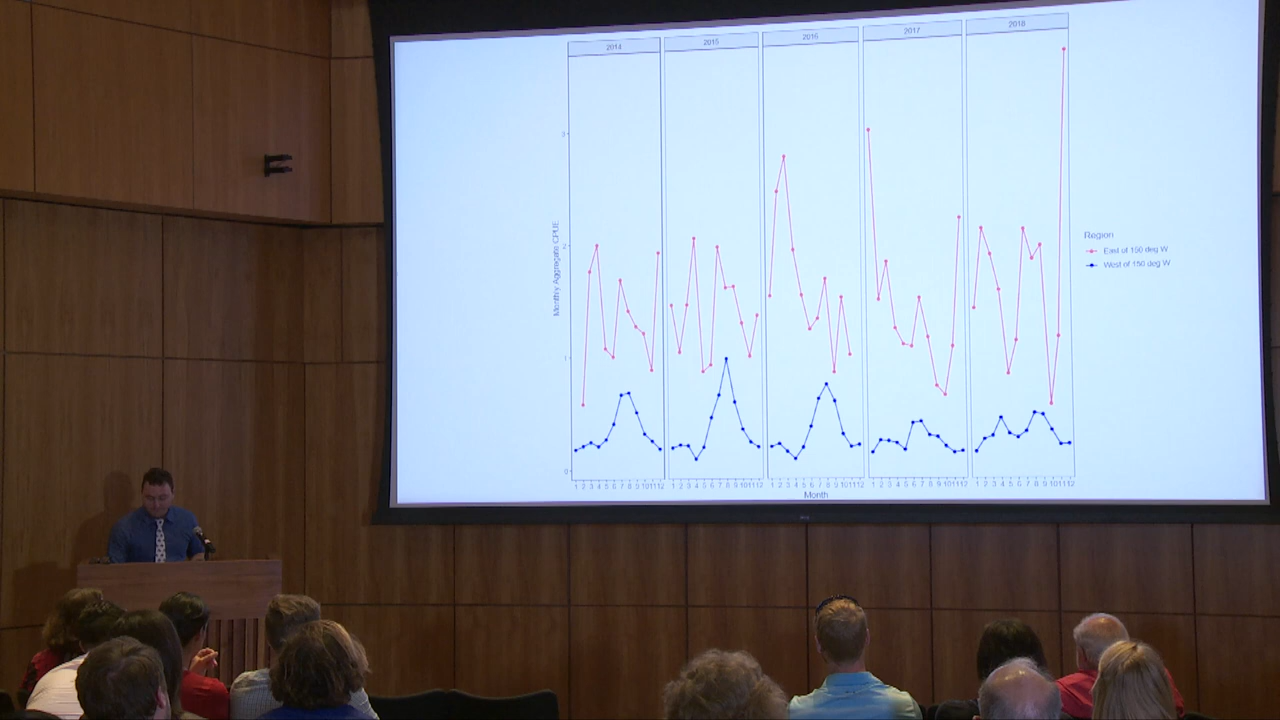 2014 2015 2016 2017 2018
3
2
1
0
Monthly Aggregate CPUE
Region
East of 150 deg W
West of 150 deg W
1 2 3 4 5 6 7 8 9 10 11 12 1 2 3 4 5 6 7 8 9 10 11 12 1 2 3 4 5 6 7 8 9 10 11 12 1 2 3 4 5 6 7 8 9 10 11 12 1 2 3 4 5 6 7 8 9 10 11 12
Month